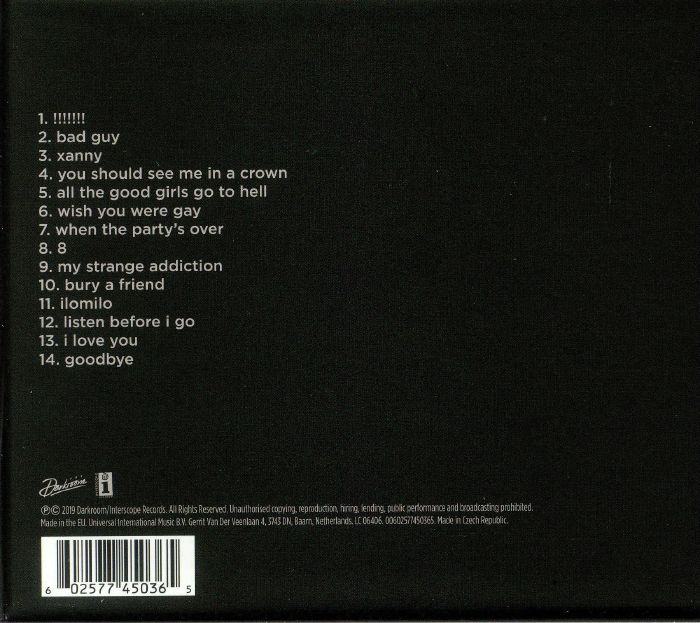 1. !!!!!!!
2. bad guy
3. xanny
4. you should see me in a crown
5. all the good girls go to hell
6. wish you were gay
7. when the party's over
8. 8
9. my strange addiction
10. bury a friend
11. ilomilo
12. listen before i go
13. i love you
14. goodbye
Darkroom i
℗© 2019 Darkroom/Interscope Records. All Rights Reserved. Unauthorised copying, reproduction, hiring, lending, public performance and broadcasting prohibited.
Made in the EU. Universal International Music B.V. Gerrit Van Der Veenlaan 4, 3743 DN, Baarn, Netherlands. LC 06406. 00602577450365. Made in Czech Republic.
6 02577 45036 5